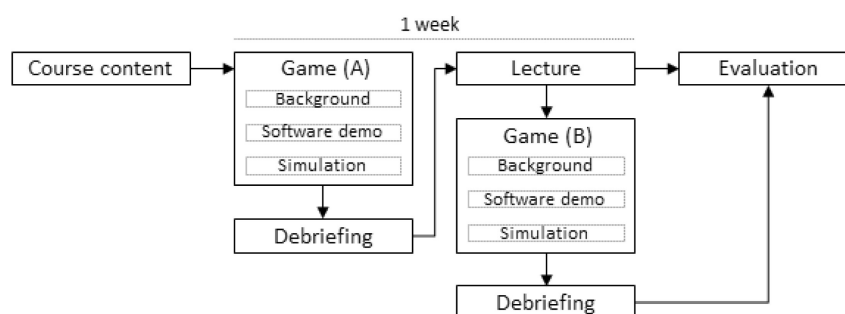 1 week
Course content
Game (A)
Background
Software demo
Simulation
Debriefing
Lecture
Game (B)
Background
Software demo
Simulation
Debriefing
Evaluation